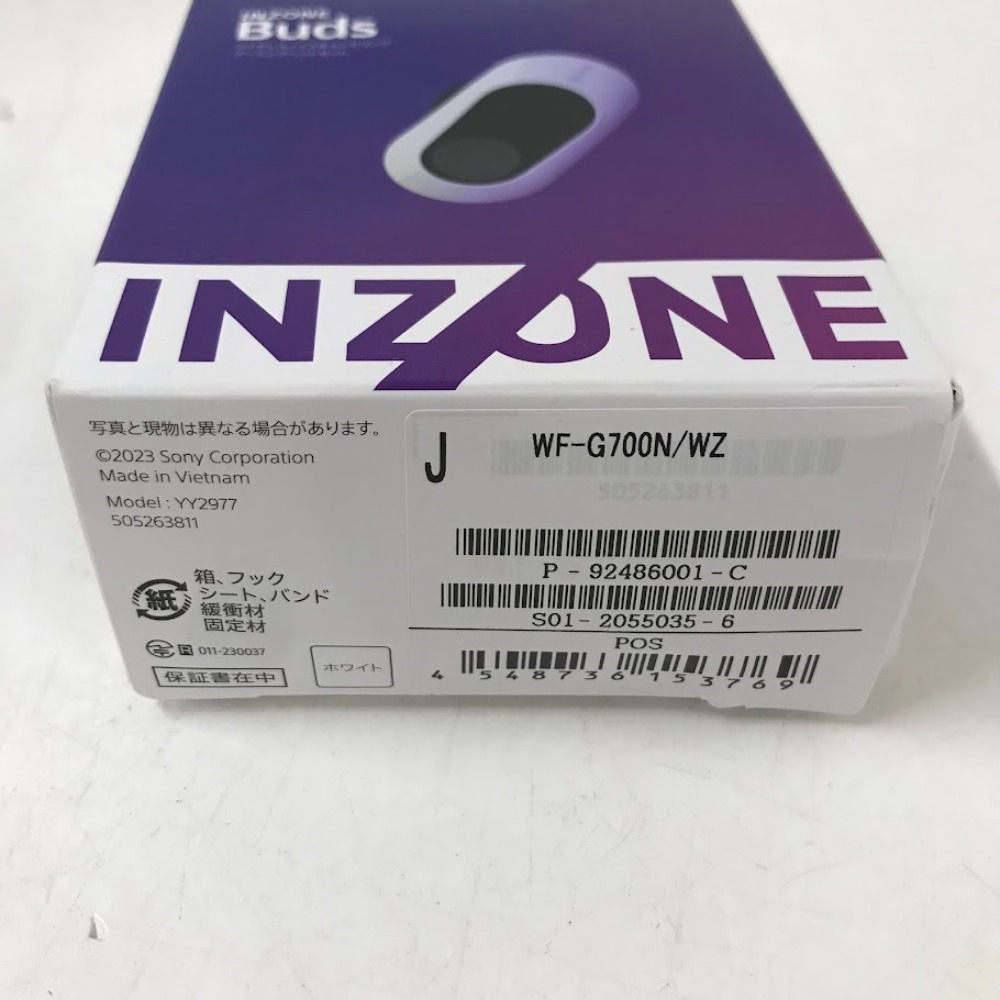 INZONE
Buds
INZONE
写真と現物は異なる場合があります。
©2023 Sony Corporation
Made in Vietnam
Model : YY2977
505263811
紙
箱、フック
シート、バンド
緩衝材
固定材
R 011-230037
保証書在中
ホワイト
J WF-G700N/WZ
505263811
P - 92486001 - C
S01 - 2055035 - 6
POS
4 548736 153769